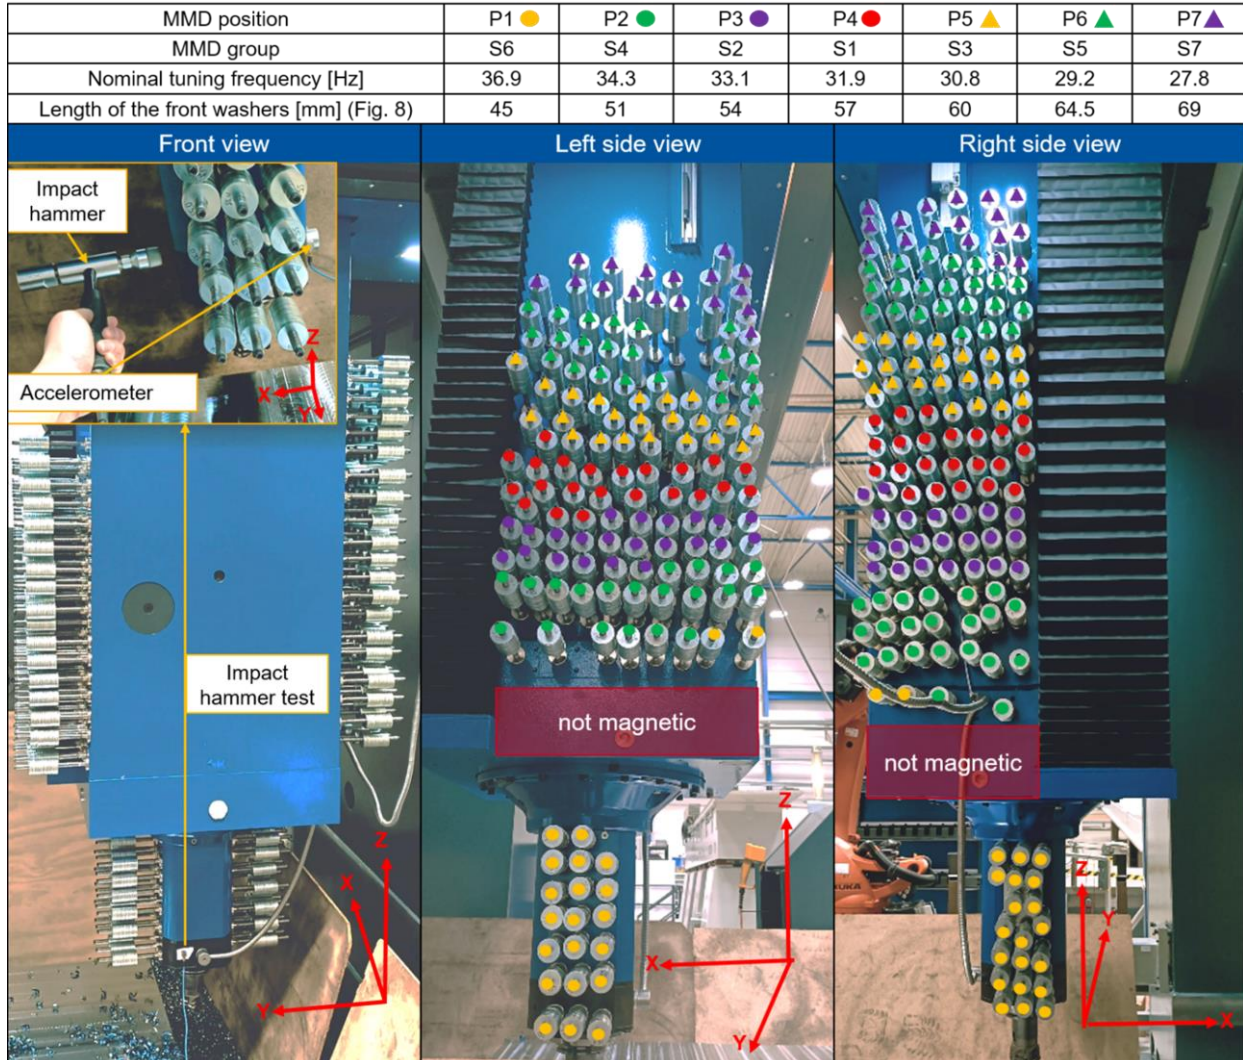 MMD position P1 P2 P3 P4 P5 P6 P7
MMD group S6 S4 S2 S1 S3 S5 S7
Nominal tuning frequency [Hz] 36.9 34.3 33.1 31.9 30.8 29.2 27.8
Length of the front washers [mm] (Fig. 8) 45 51 54 57 60 64.5 69
Front view Left side view Right side view
Impact
hammer
Accelerometer
Z
X
Y
Impact
hammer test
Z
X
Y
not magnetic
Z
X
Y
not magnetic
UKA
Z
Y
X